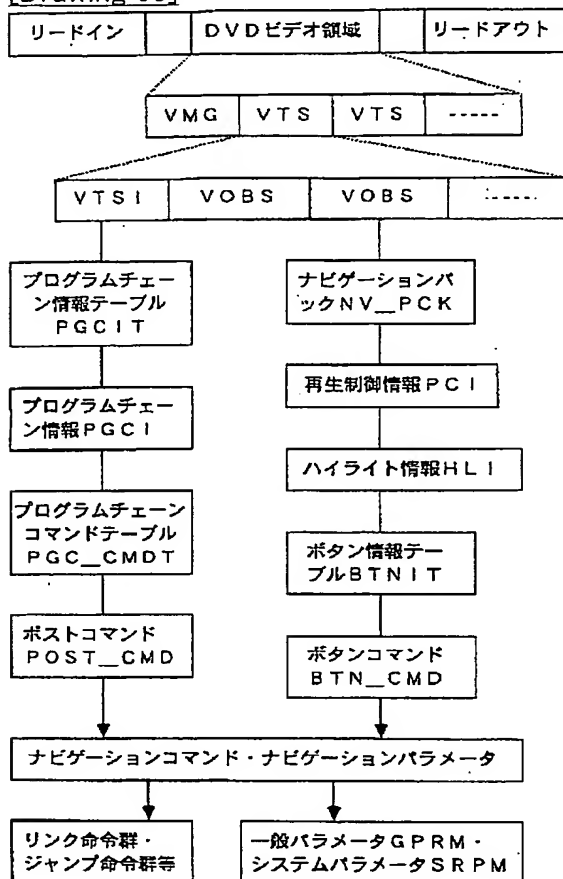 リードイン DVDビデオ領域 リードアウト
VMG VTS VTS -----
VTSI VOBS VOBS -----
プログラムチェー
ン情報テーブル
PGCIT
プログラムチェー
ン情報PGCI
プログラムチェーン
コマンドテーブル
PGC__CMDT
ポストコマンド
POST__CMD
ナビゲーションパ
ックNV__PCK
再生制御情報PCI
ハイライト情報HLI
ボタン情報テー
ブルBTNIT
ボタンコマンド
BTN__CMD
ナビゲーションコマンド・ナビゲーションパラメータ
リンク命令群・
ジャンプ命令群等
一般パラメータGPRM・
システムパラメータSRPM